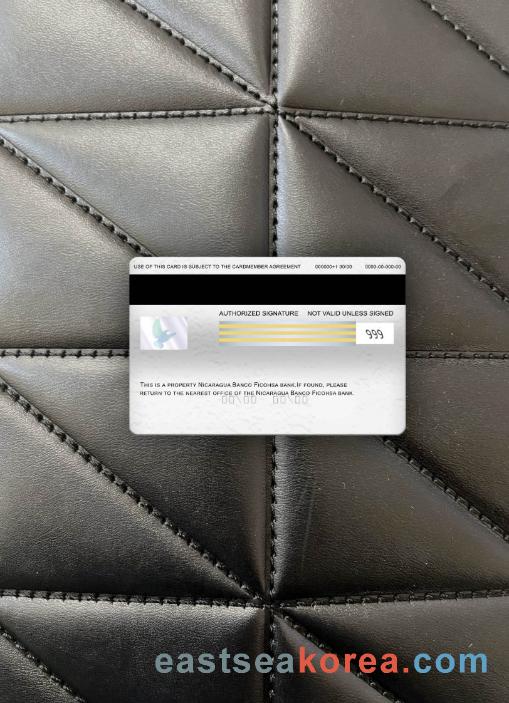 USE OF THIS CARD IS SUBJECT TO THE CARDMEMBER AGREEMENT 000000+1 00/00 0000-00-000-00
AUTHORIZED SIGNATURE NOT VALID UNLESS SIGNED
999
THIS IS A PROPERTY NICARAGUA BANCO FICOHSA BANK.IF FOUND, PLEASE
RETURN TO THE NEAREST OFFICE OF THE NICARAGUA BANCO FICOHSA BANK.
00\00 00\00
eastseakorea.com